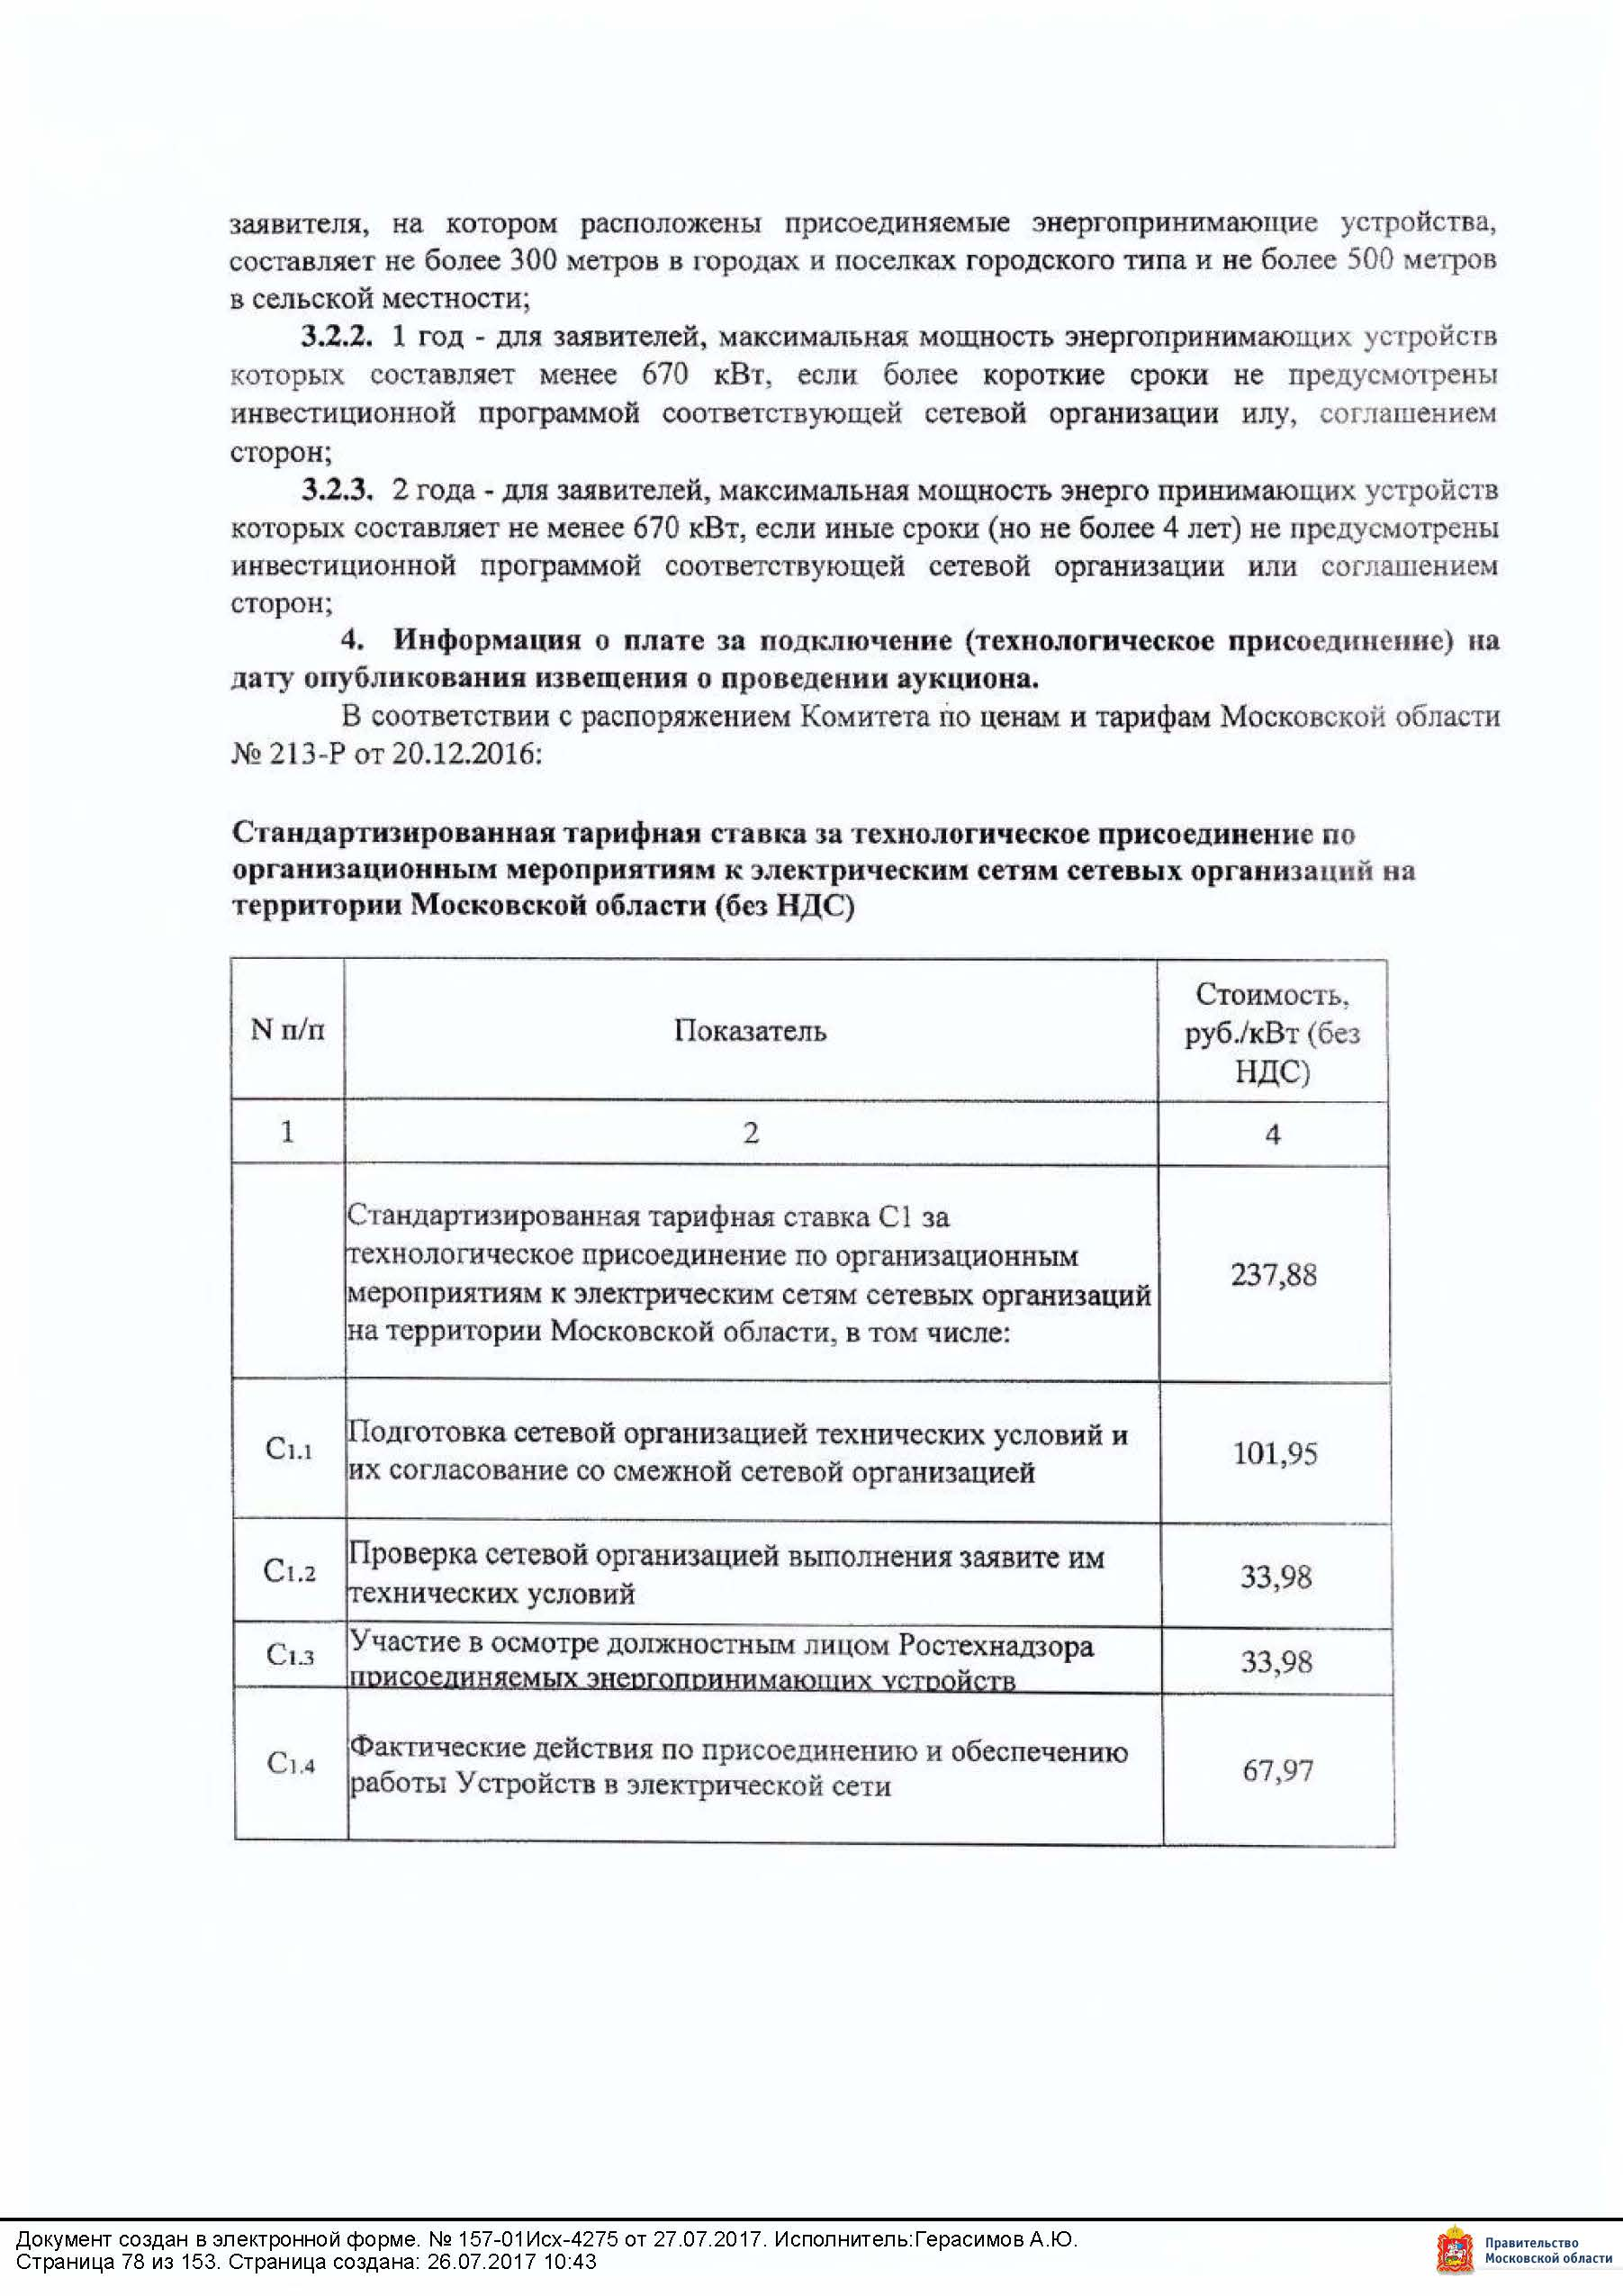 заявителя, на котором расположены присоединяемые энергопринимающие устройства,
составляет не более 300 метров в городах и поселках городского типа и не более 500 метров
в сельской местности;
3.2.2. 1 год - для заявителей, максимальная мощность энергопринимающих устройств
которых составляет менее 670 кВт, если более короткие сроки не предусмотрены
инвестиционной программой соответствующей сетевой организации илу, соглашением
сторон;
3.2.3. 2 года - для заявителей, максимальная мощность энерго принимающих устройств
которых составляет не менее 670 кВт, если иные сроки (но не более 4 лет) не предусмотрены
инвестиционной программой соответствующей сетевой организации или соглашением
сторон;
4. Информация о плате за подключение (технологическое присоединение) на
дату опубликования извещения о проведении аукциона.
В соответствии с распоряжением Комитета по ценам и тарифам Московской области
№ 213-Р от 20.12.2016:
Стандартизированная тарифная ставка за технологическое присоединение по
организационным мероприятиям к электрическим сетям сетевых организаций на
территории Московской области (без НДС)
N п/п
Показатель
Стоимость,
руб./кВт (без
НДС)
1
2
4
Стандартизированная тарифная ставка С1 за
технологическое присоединение по организационным
мероприятиям к электрическим сетям сетевых организаций
на территории Московской области, в том числе:
237,88
С1.1
Подготовка сетевой организацией технических условий и
их согласование со смежной сетевой организацией
101,95
С1.2
Проверка сетевой организацией выполнения заявите им
технических условий
33,98
С1.3
Участие в осмотре должностным лицом Ростехнадзора
присоединяемых энергопринимающих устройств
33,98
С1.4
Фактические действия по присоединению и обеспечению
работы Устройств в электрической сети
67,97
Документ создан в электронной форме. № 157-01Исх-4275 от 27.07.2017. Исполнитель:Герасимов А.Ю.
Страница 78 из 153. Страница создана: 26.07.2017 10:43
Правительство
Московской области